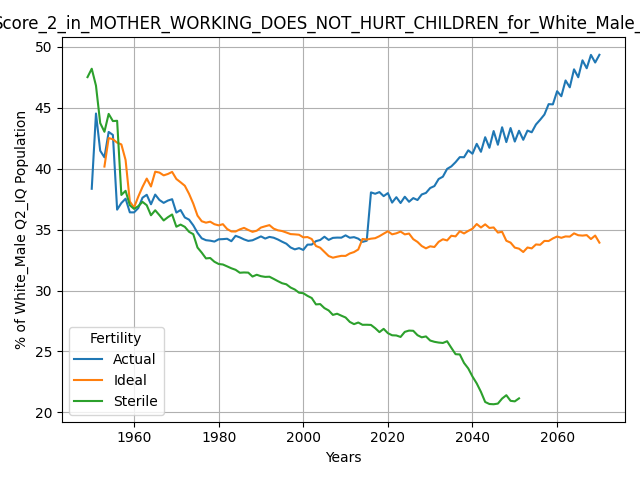 Score_2_in_MOTHER_WORKING_DOES_NOT_HURT_CHILDREN_for_White_Male_
% of White_Male Q2_IQ Population
50
45
40
35
30
25
20
Fertility
Actual
Ideal
Sterile
1960 1980 2000 2020 2040 2060
Years